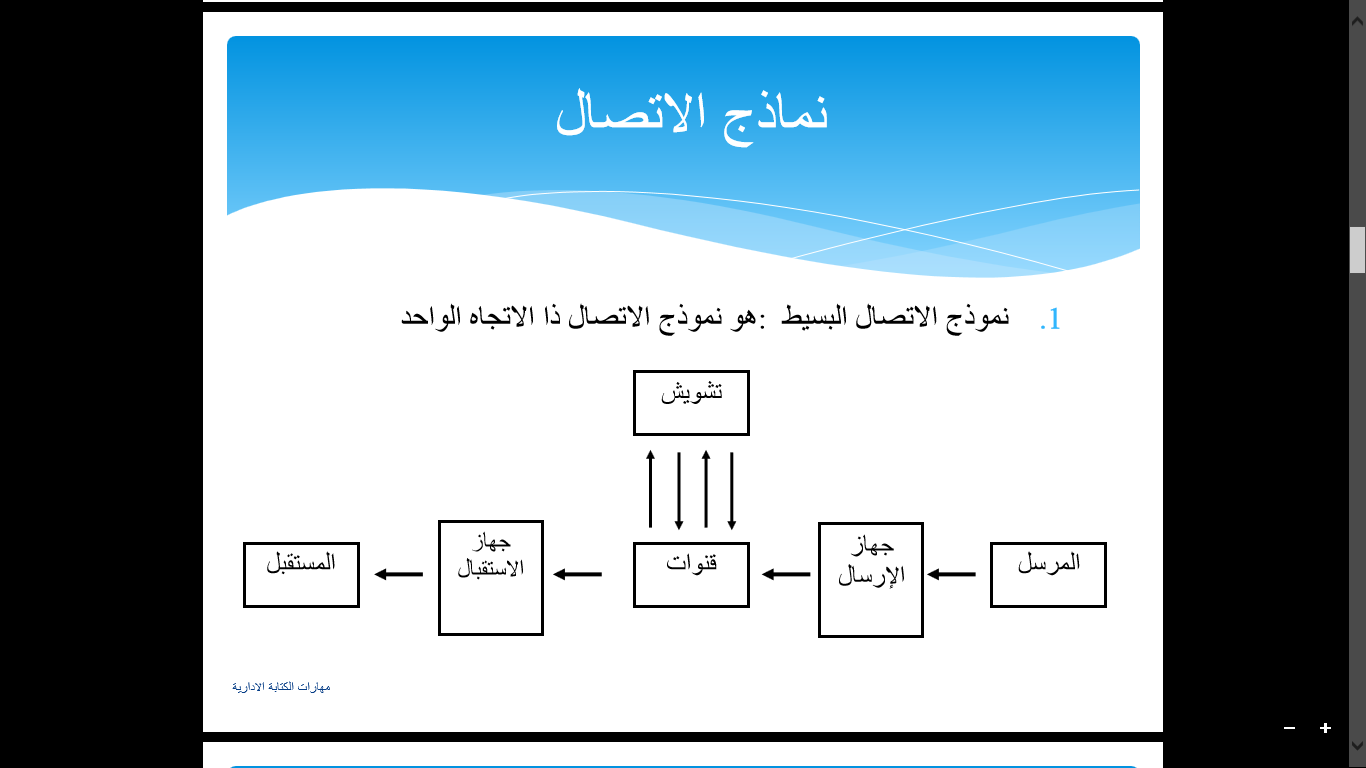 نماذج الاتصال
1. نموذج الاتصال البسيط :هو نموذج الاتصال ذا الاتجاه الواحد
تشويش
المرسل
جهاز
الإرسال
قنوات
جهاز
الاستقبال
المستقبل
مهارات الكتابة الادارية